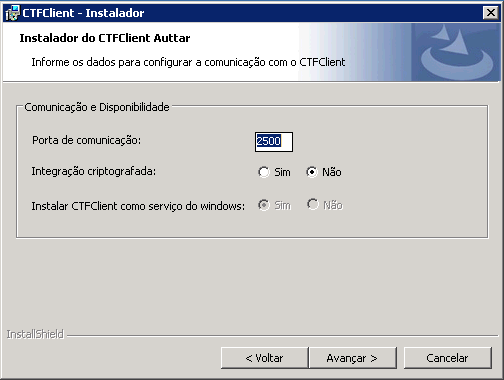 CTFClient - Instalador
Instalador do CTFClient Auttar
Informe os dados para configurar a comunicação com o CTFClient
Comunicação e Disponibilidade
Porta de comunicação: 2500
Integração criptografada: Sim Não
Instalar CTFClient como serviço do windows: Sim Não
InstallShield
< Voltar Avançar > Cancelar